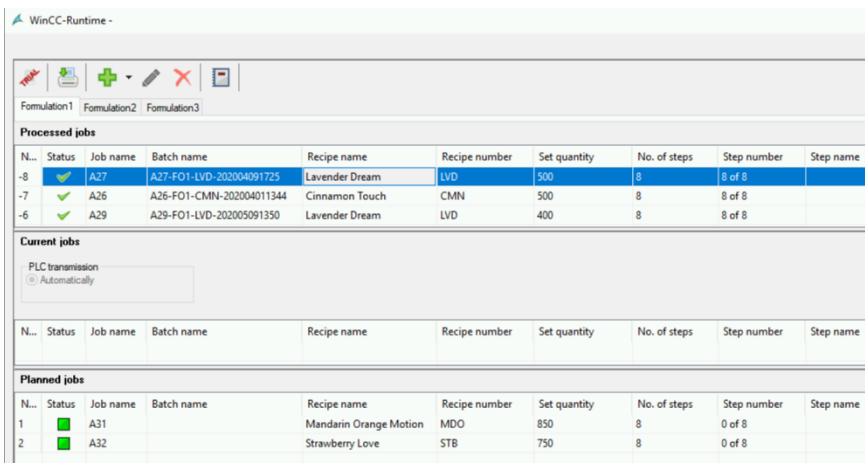 WinCC-Runtime -
TRIAL
Formulation1 Formulation2 Formulation3
Processed jobs
N... Status Job name Batch name Recipe name Recipe number Set quantity No. of steps Step number Step name
-8 A27 A27-FO1-LVD-202004091725 Lavender Dream LVD 500 8 8 of 8
-7 A26 A26-FO1-CMN-202004011344 Cinnamon Touch CMN 500 8 8 of 8
-6 A29 A29-FO1-LVD-202005091350 Lavender Dream LVD 400 8 8 of 8
Current jobs
PLC transmission
Automatically
N... Status Job name Batch name Recipe name Recipe number Set quantity No. of steps Step number Step name
Planned jobs
N... Status Job name Batch name Recipe name Recipe number Set quantity No. of steps Step number Step name
1 A31 Mandarin Orange Motion MDO 850 8 0 of 8
2 A32 Strawberry Love STB 750 8 0 of 8